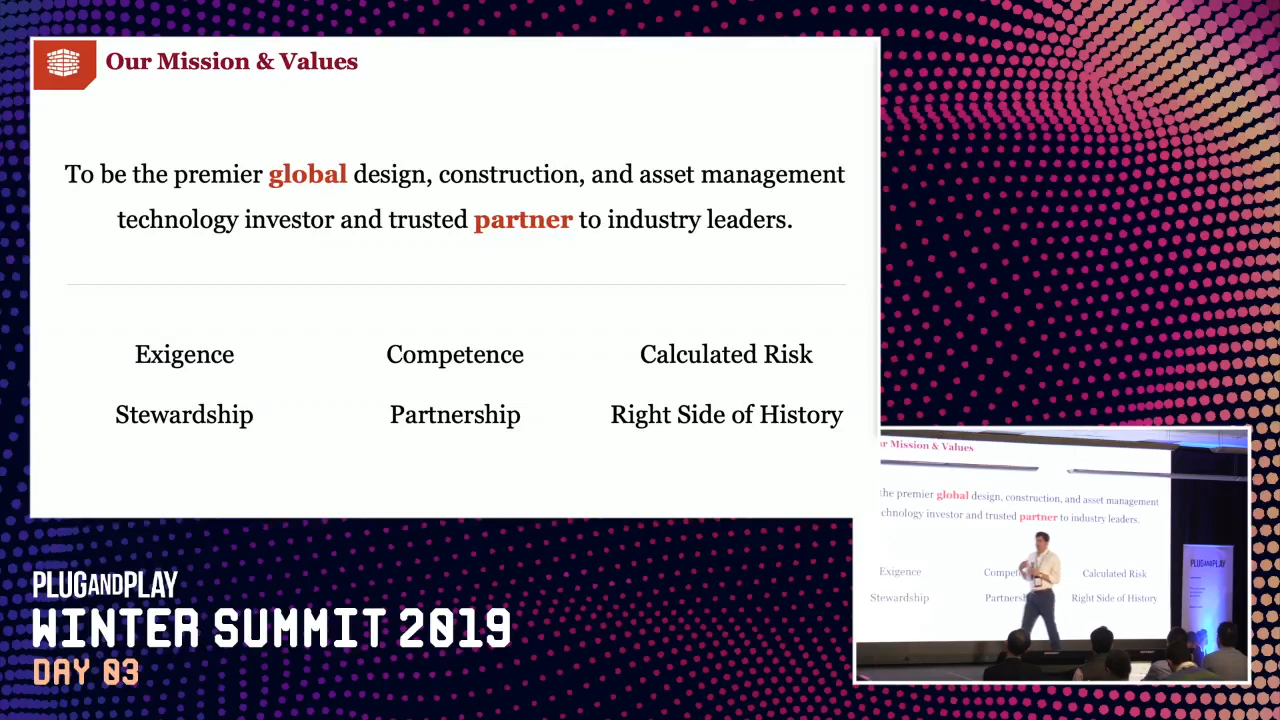 Our Mission & Values
To be the premier global design, construction, and asset management
technology investor and trusted partner to industry leaders.
Exigence Competence Calculated Risk
Stewardship Partnership Right Side of History
ur Mission & Values
the premier global design, construction, and asset management
chnology investor and trusted partner to industry leaders.
Exigence Compet Calculated Risk
Stewardship Partners Right Side of History
PLUGANDPLAY
PLUGANDPLAY
WINTER SUMMIT 2019
DAY 03